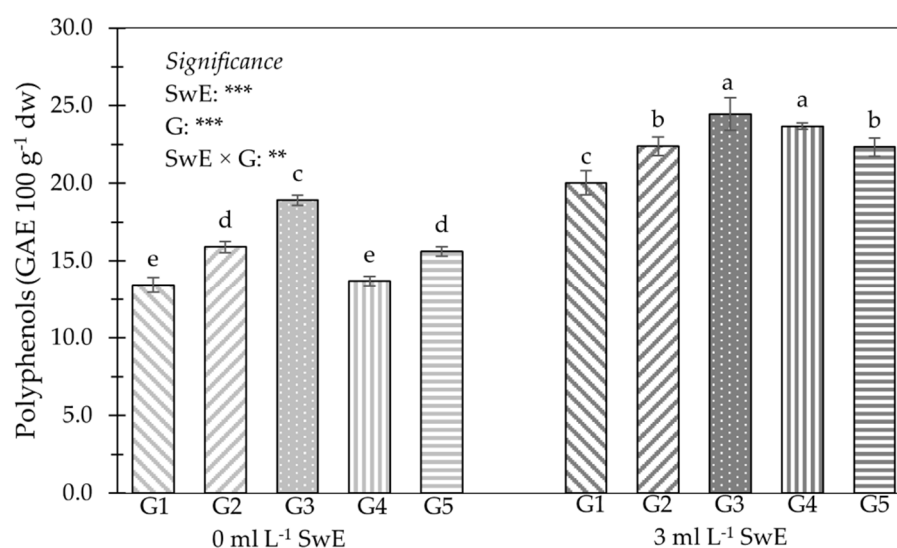 Polyphenols (GAE 100 g⁻¹ dw)
30.0
25.0
20.0
15.0
10.0
5.0
0.0
Significance
SwE: ***
G: ***
SwE × G: **
e
d
c
e
d
c
b
a
a
b
G1 G2 G3 G4 G5 G1 G2 G3 G4 G5
0 ml L⁻¹ SwE 3 ml L⁻¹ SwE